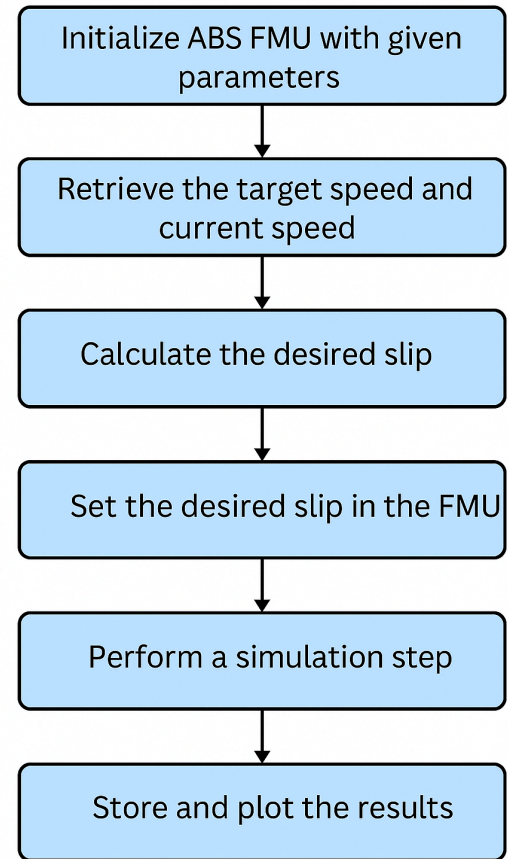 Initialize ABS FMU with given
parameters
Retrieve the target speed and
current speed
Calculate the desired slip
Set the desired slip in the FMU
Perform a simulation step
Store and plot the results